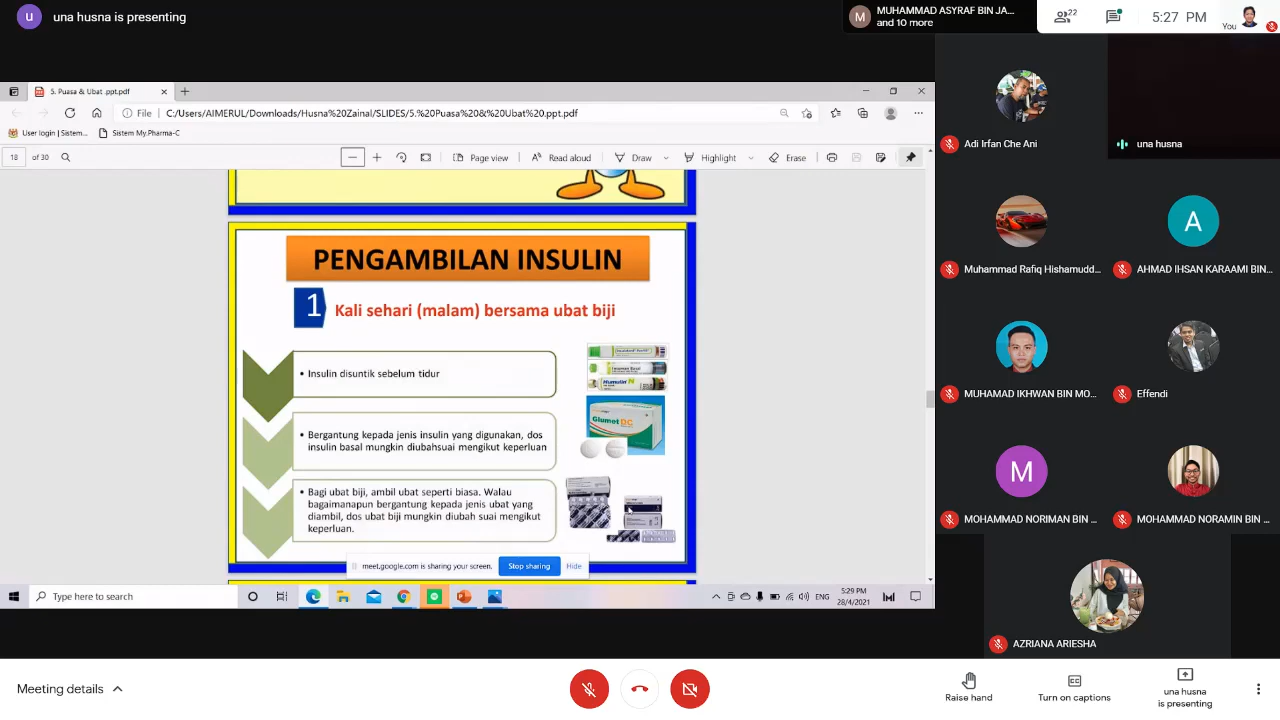 u
una husna is presenting
M
MUHAMMAD ASYRAF BIN JA...
and 10 more
22
5:27 PM
You
5. Puasa & Ubat .ppt.pdf
File
C:/Users/AIMERUL/Downloads/Husna%20Zainal/SLIDES/5.%20Puasa%20&%20Ubat%20.ppt.pdf
User login | Sistem...
Sistem My.Pharma-C
18
of 30
Page view
Read aloud
Draw
Highlight
Erase
PENGAMBILAN INSULIN
1
Kali sehari (malam) bersama ubat biji
• Insulin disuntik sebelum tidur
• Bergantung kepada jenis insulin yang digunakan, dos
insulin basal mungkin diubahsuai mengikut keperluan
• Bagi ubat biji, ambil ubat seperti biasa. Walau
bagaimanapun bergantung kepada jenis ubat yang
diambil, dos ubat biji mungkin diubah suai mengikut
keperluan.
Insuman Basal
Humulin N
Glumet DC
meet.google.com is sharing your screen.
Stop sharing
Hide
Type here to search
ENG
5:29 PM
28/4/2021
Adi Irfan Che Ani
una husna
Muhammad Rafiq Hishamudd...
A
AHMAD IHSAN KARAAMI BIN...
MUHAMAD IKHWAN BIN MO...
Effendi
M
MOHAMMAD NORIMAN BIN ...
MOHAMMAD NORAMIN BIN ...
AZRIANA ARIESHA
Meeting details
Raise hand
CC
Turn on captions
una husna
is presenting